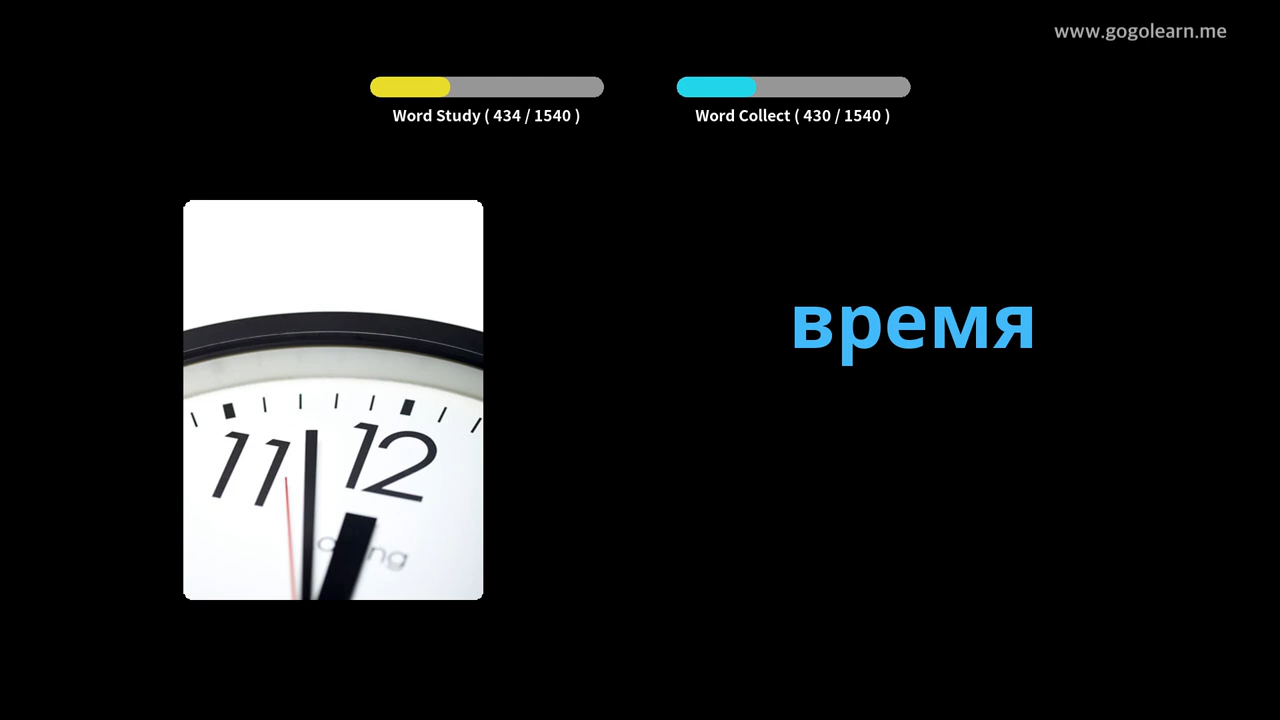 www.gogolearn.me
Word Study ( 434 / 1540 )
Word Collect ( 430 / 1540 )
время
11
12